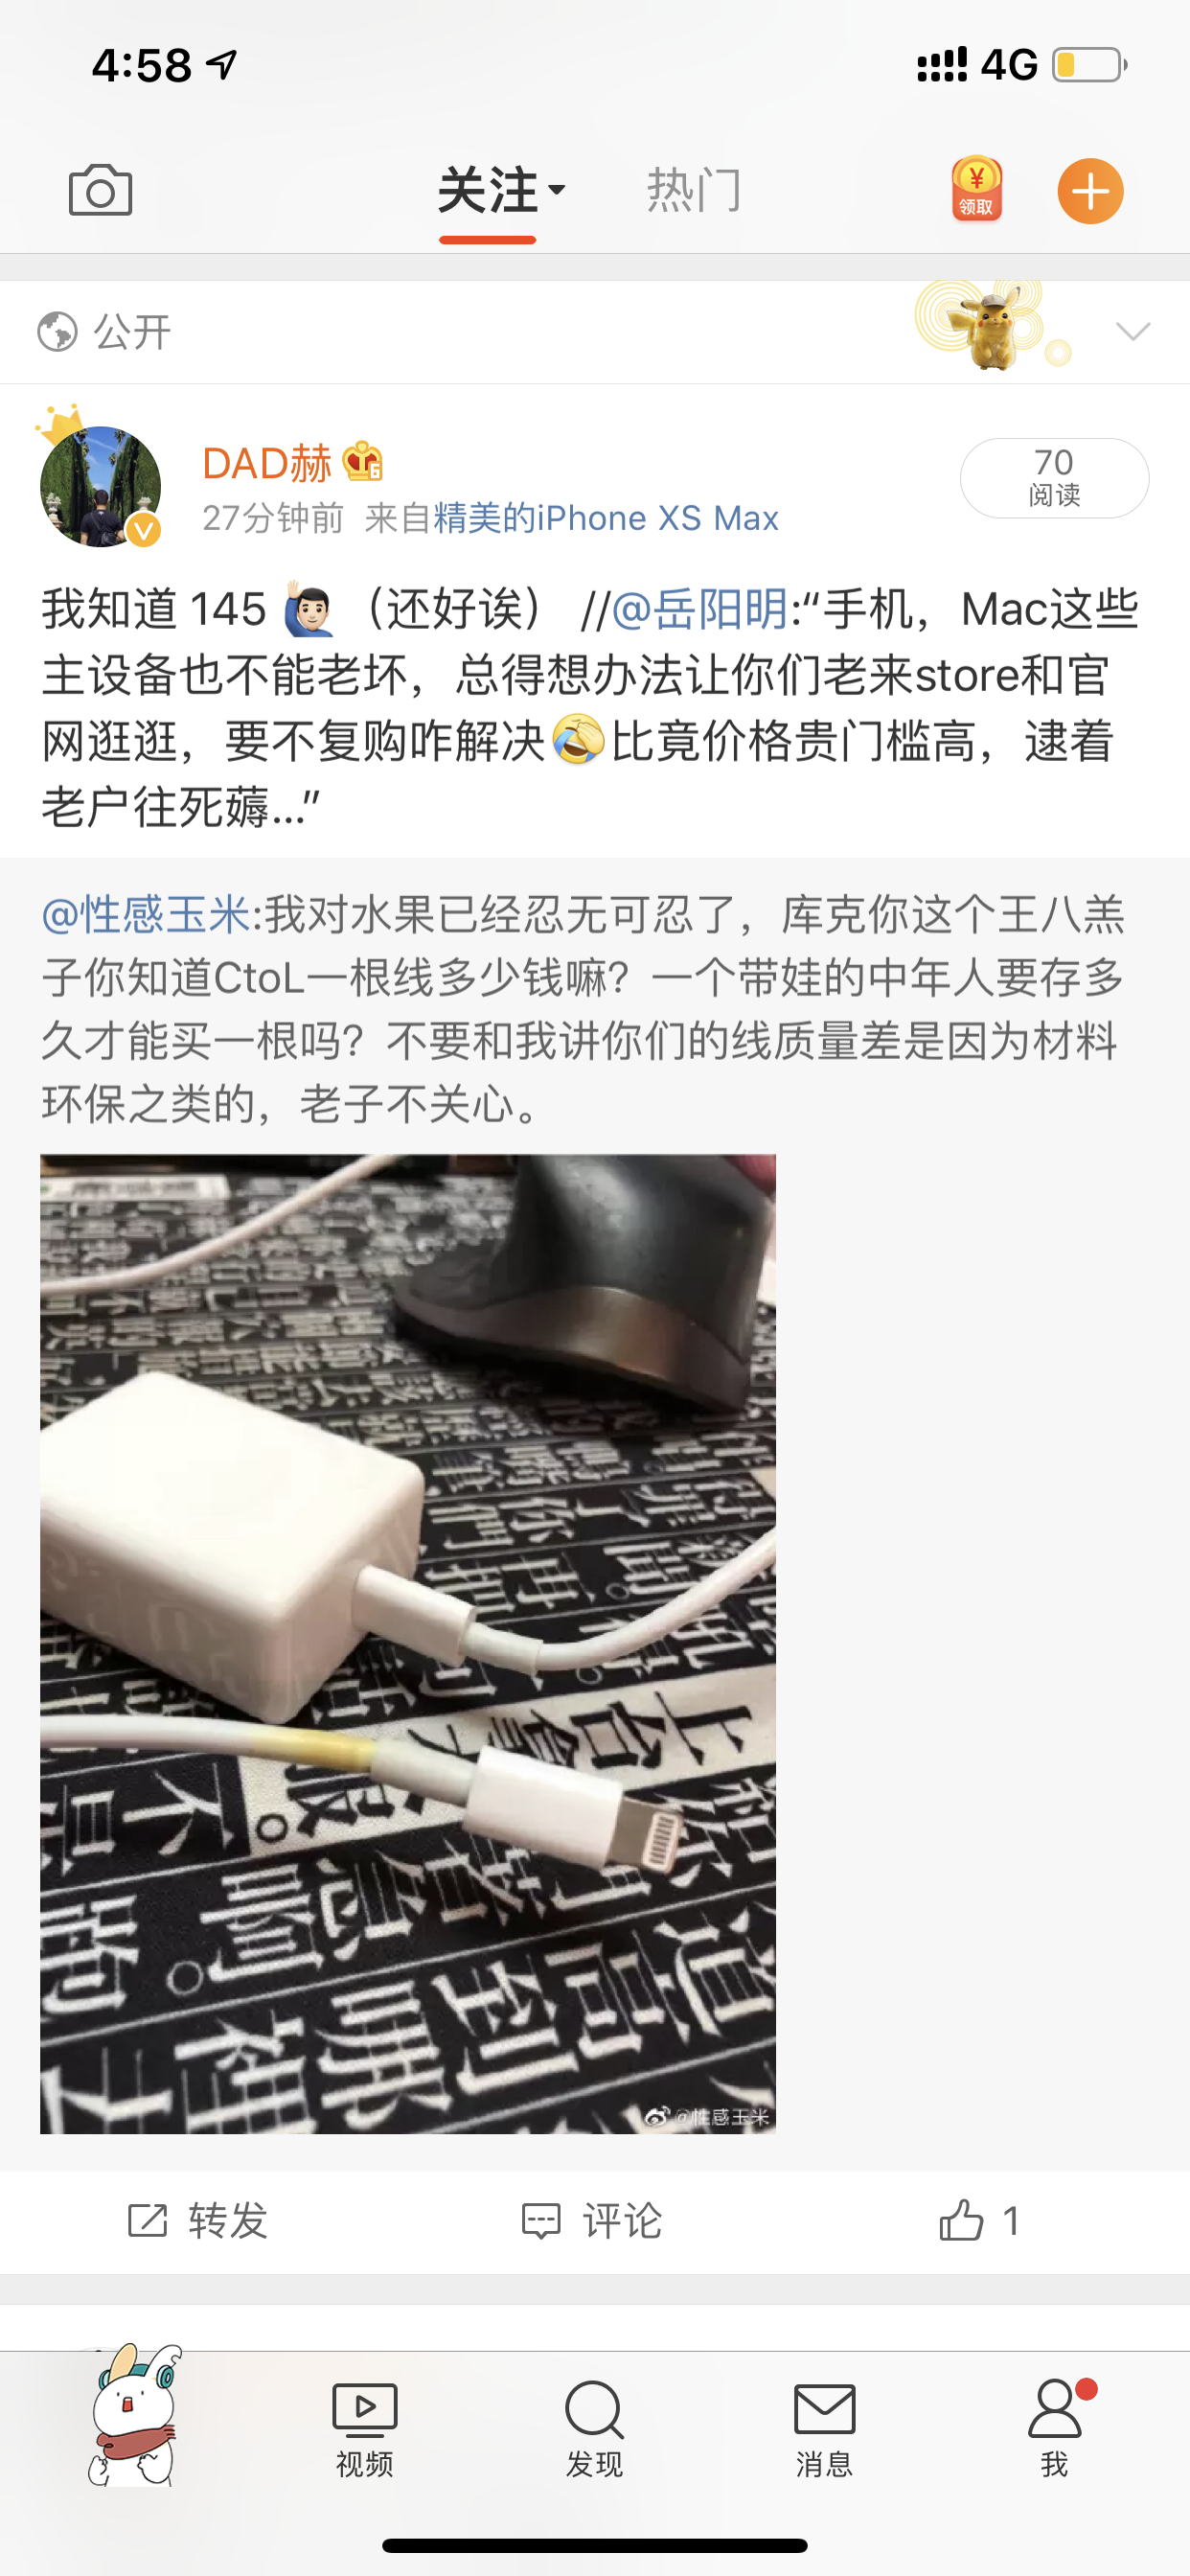 4:58 4G
关注 热门 ¥ 领取
公开
DAD赫 6
27分钟前 来自精美的iPhone XS Max
70
阅读
我知道 145 🙋🏻‍♂️（还好诶） //@岳阳明:“手机，Mac这些
主设备也不能老坏，总得想办法让你们老来store和官
网逛逛，要不复购咋解决🤣比竟价格贵门槛高，逮着
老户往死薅...”
@性感玉米:我对水果已经忍无可忍了，库克你这个王八羔
子你知道CtoL一根线多少钱嘛？一个带娃的中年人要存多
久才能买一根吗？不要和我讲你们的线质量差是因为材料
环保之类的，老子不关心。
@性感玉米
转发 评论 1
视频 发现 消息 我